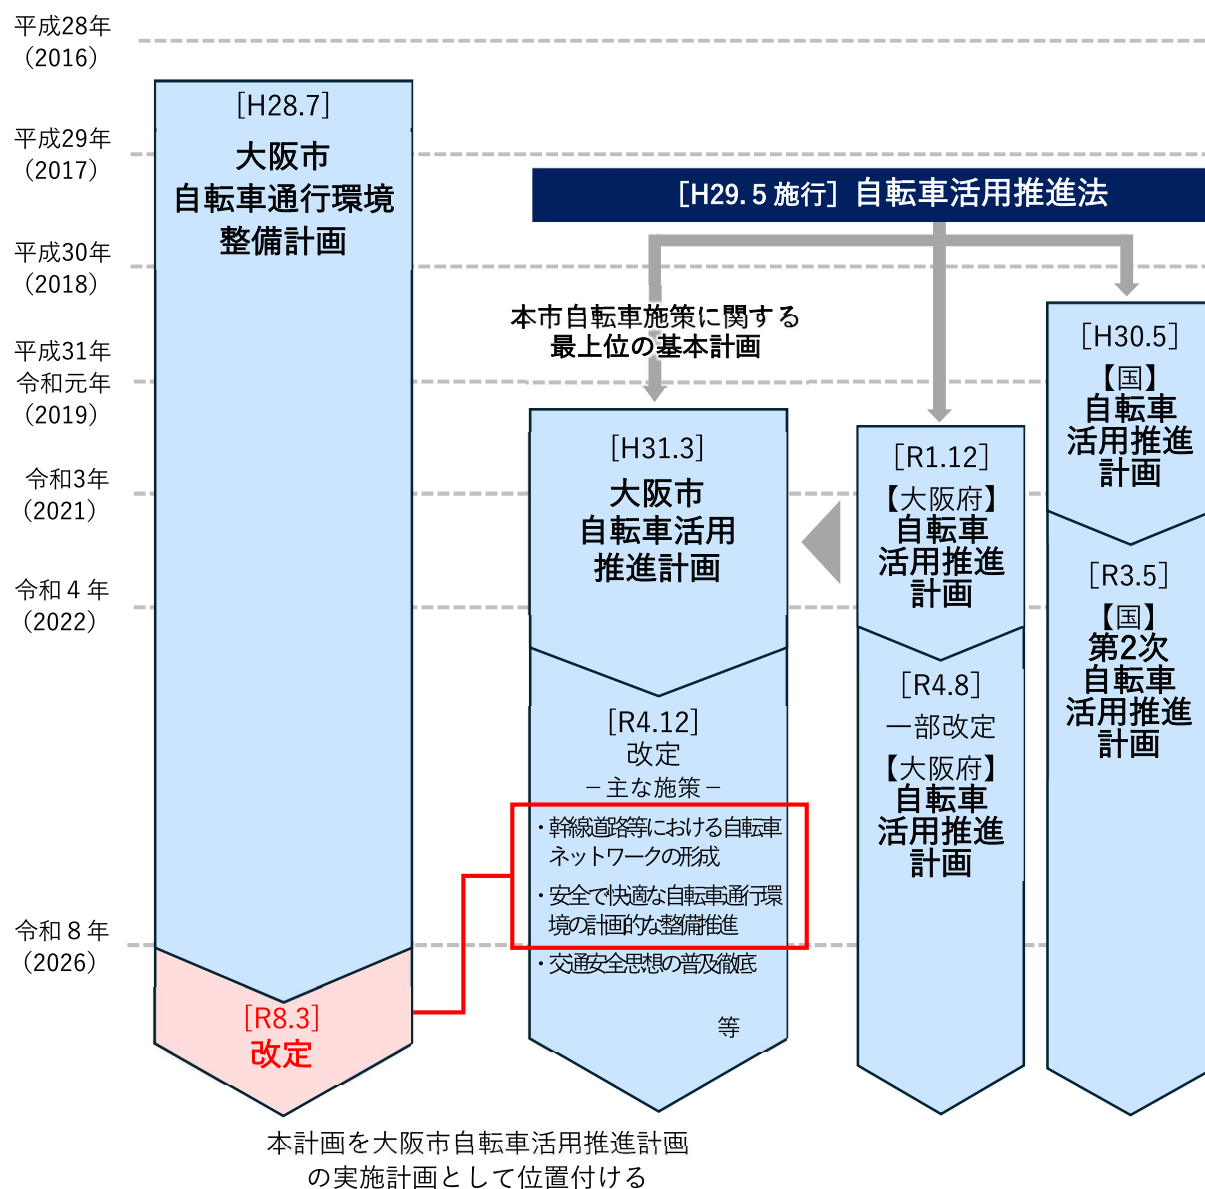 平成28年
（2016）
平成29年
（2017）
平成30年
（2018）
平成31年
令和元年
（2019）
令和3年
（2021）
令和４年
（2022）
令和８年
（2026）
［H28.7］
大阪市
自転車通行環境
整備計画
［R8.3］
改定
［H29.５施行］自転車活用推進法
本市自転車施策に関する
最上位の基本計画
［H31.3］
大阪市
自転車活用
推進計画
［R4.12］
改定
－主な施策－
・幹線道路等における自転車
ネットワークの形成
・安全で快適な自転車通行環
境の計画的な整備推進
・交通安全思想の普及徹底
等
［R1.12］
【大阪府】
自転車
活用推進
計画
［R4.8］
一部改定
【大阪府】
自転車
活用推進
計画
［H30.5］
【国】
自転車
活用推進
計画
［R3.5］
【国】
第2次
自転車
活用推進
計画
本計画を大阪市自転車活用推進計画
の実施計画として位置付ける